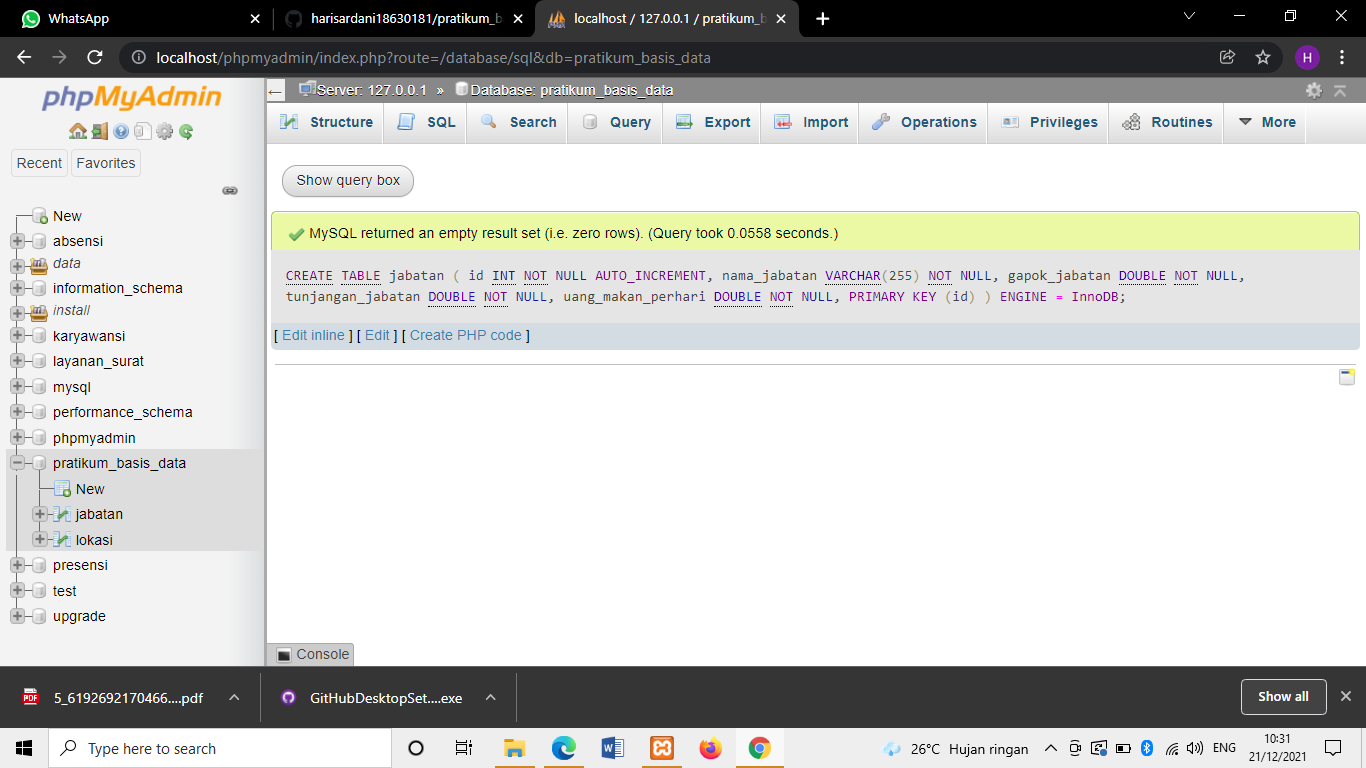 WhatsApp
harisardani18630181/pratikum_b
localhost / 127.0.0.1 / pratikum_b
localhost/phpmyadmin/index.php?route=/database/sql&db=pratikum_basis_data
H
phpMyAdmin
Recent
Favorites
New
absensi
data
information_schema
install
karyawansi
layanan_surat
mysql
performance_schema
phpmyadmin
pratikum_basis_data
New
jabatan
lokasi
presensi
test
upgrade
Server: 127.0.0.1 » Database: pratikum_basis_data
Structure
SQL
Search
Query
Export
Import
Operations
Privileges
Routines
More
Show query box
MySQL returned an empty result set (i.e. zero rows). (Query took 0.0558 seconds.)
CREATE TABLE jabatan ( id INT NOT NULL AUTO_INCREMENT, nama_jabatan VARCHAR(255) NOT NULL, gapok_jabatan DOUBLE NOT NULL,
tunjangan_jabatan DOUBLE NOT NULL, uang_makan_perhari DOUBLE NOT NULL, PRIMARY KEY (id) ) ENGINE = InnoDB;
[ Edit inline ] [ Edit ] [ Create PHP code ]
Console
PDF
5_6192692170466....pdf
GitHubDesktopSet....exe
Show all
Type here to search
26°C Hujan ringan
ENG
10:31
21/12/2021